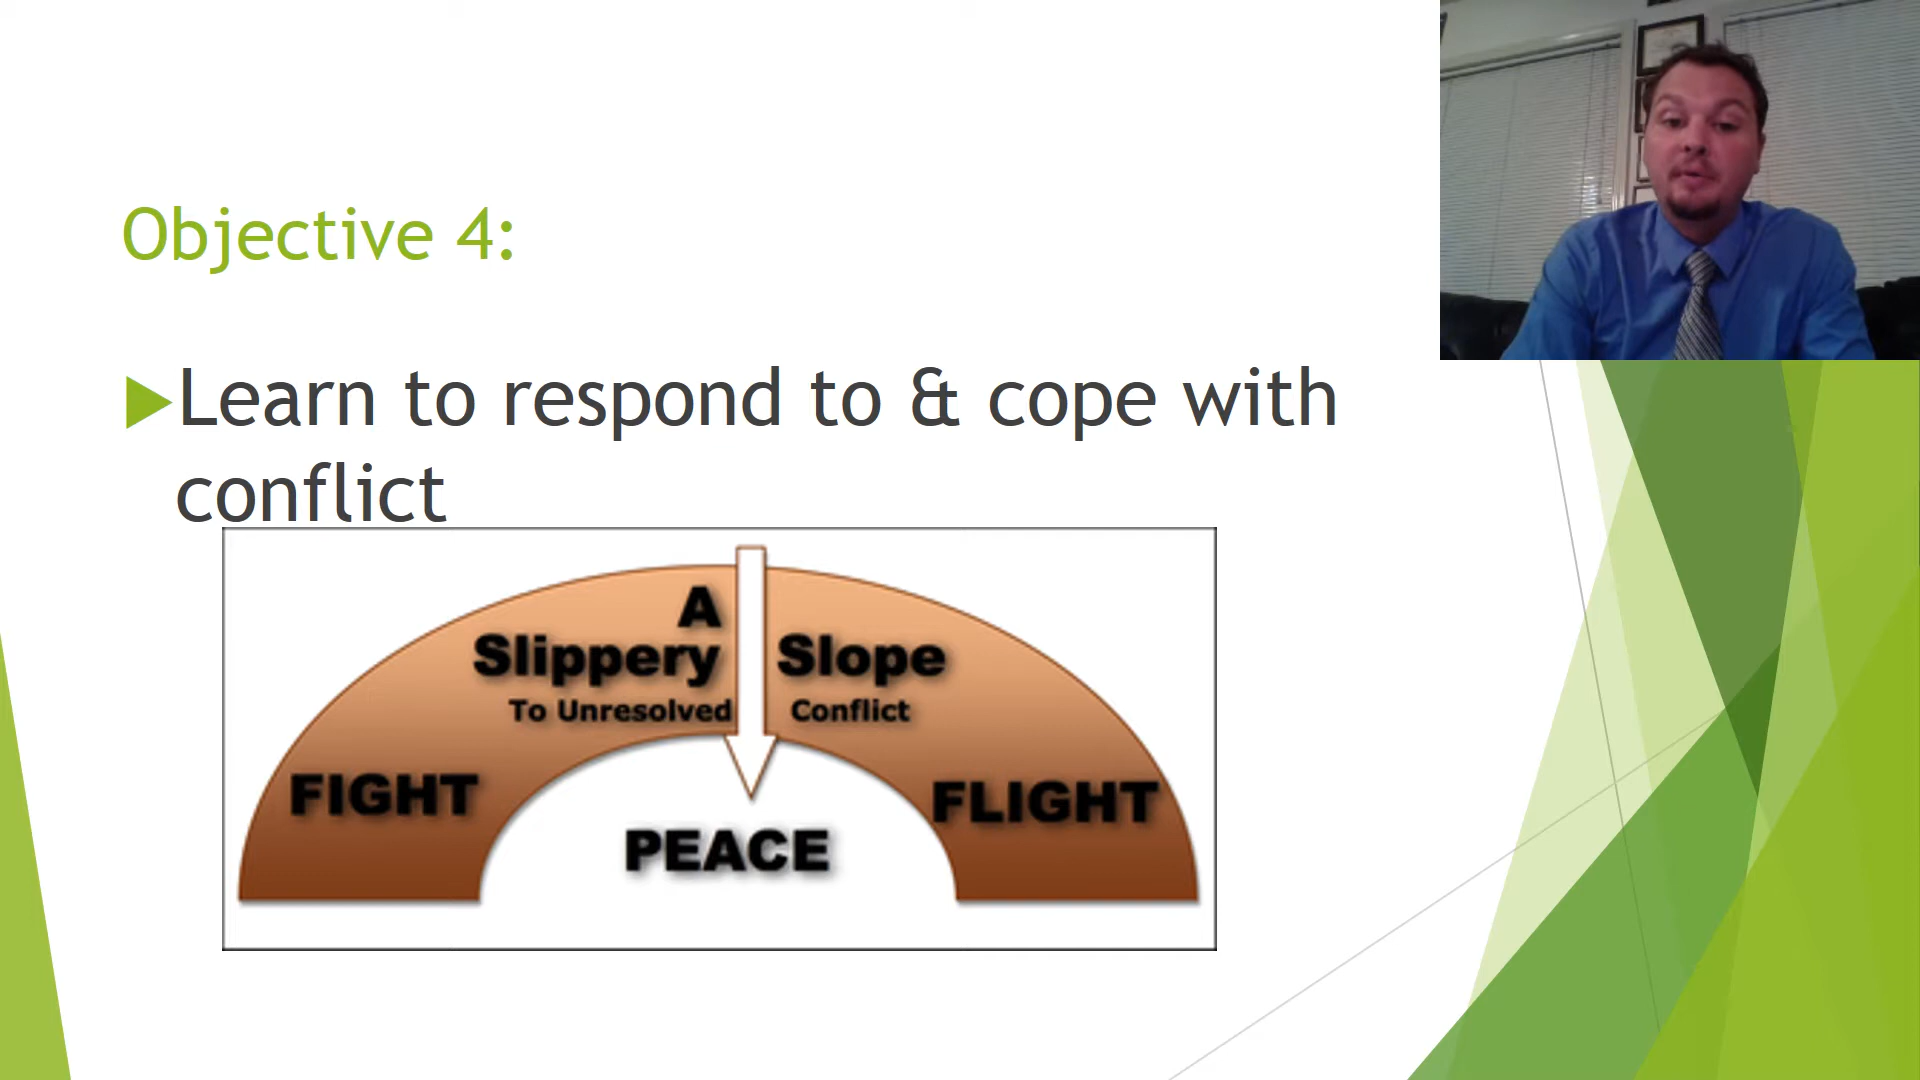 Objective 4:
Learn to respond to & cope with
conflict
A
Slippery Slope
To Unresolved Conflict
FIGHT
FLIGHT
PEACE